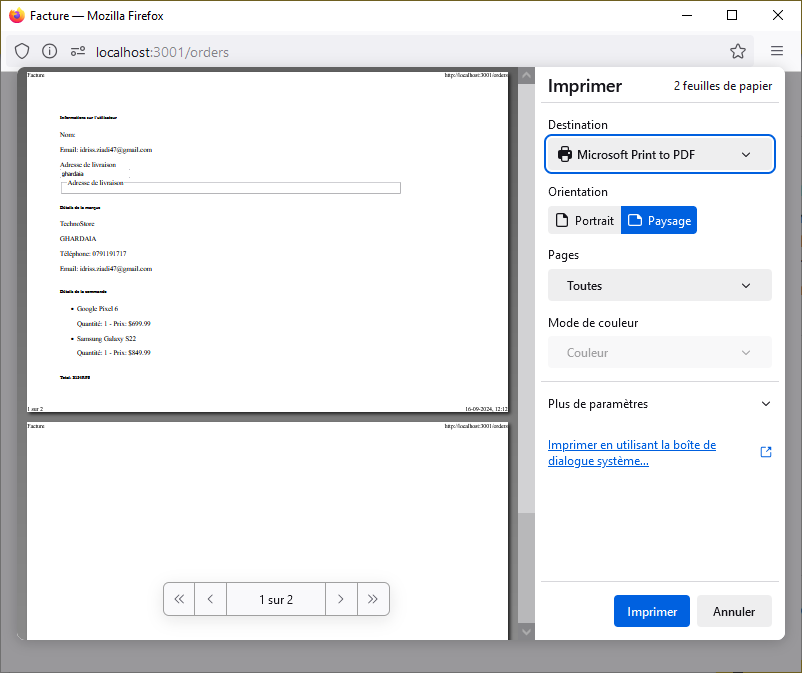 Facture — Mozilla Firefox
localhost:3001/orders
Facture
http://localhost:3001/orders
Informations sur l'utilisateur
Nom:
Email: idriss.ziadi47@gmail.com
Adresse de livraison
ghardaia
Adresse de livraison
Détails de la marque
TechnoStore
GHARDAIA
Téléphone: 0791191717
Email: idriss.ziadi47@gmail.com
Détails de la commande
• Google Pixel 6
Quantité: 1 - Prix: $699.99
• Samsung Galaxy S22
Quantité: 1 - Prix: $849.99
Total:
1 sur 2
16-09-2024, 12:12
Facture
http://localhost:3001/orders
1 sur 2
Imprimer
2 feuilles de papier
Destination
Microsoft Print to PDF
Orientation
Portrait
Paysage
Pages
Toutes
Mode de couleur
Couleur
Plus de paramètres
Imprimer en utilisant la boîte de
dialogue système...
Imprimer
Annuler